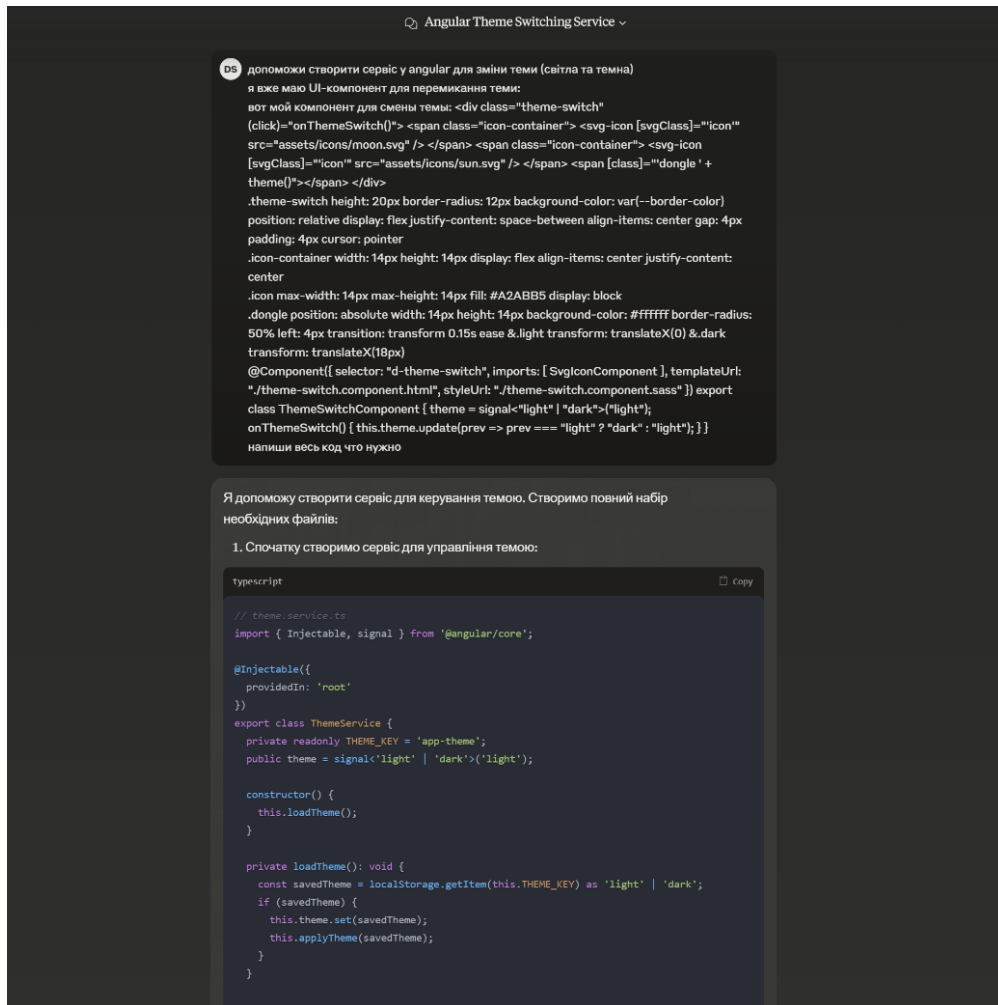 Angular Theme Switching Service
DS
допоможи створити сервіс у angular для зміни теми (світла та темна)
я вже маю UI-компонент для перемикання теми:
вот мой компонент для смены темы: <div class="theme-switch"
(click)="onThemeSwitch()"> <span class="icon-container"> <svg-icon [svgClass]="'icon'"
src="assets/icons/moon.svg" /> </span> <span class="icon-container"> <svg-icon
[svgClass]="'icon'" src="assets/icons/sun.svg" /> </span> <span [class]="'dongle ' +
theme()"></span> </div>
.theme-switch height: 20px border-radius: 12px background-color: var(--border-color)
position: relative display: flex justify-content: space-between align-items: center gap: 4px
padding: 4px cursor: pointer
.icon-container width: 14px height: 14px display: flex align-items: center justify-content:
center
.icon max-width: 14px max-height: 14px fill: #A2ABB5 display: block
.dongle position: absolute width: 14px height: 14px background-color: #ffffff border-radius:
50% left: 4px transition: transform 0.15s ease &.light transform: translateX(0) &.dark
transform: translateX(18px)
@Component({ selector: "d-theme-switch", imports: [ SvgIconComponent ], templateUrl:
"./theme-switch.component.html", styleUrl: "./theme-switch.component.sass" }) export
class ThemeSwitchComponent { theme = signal<"light" | "dark">("light");
onThemeSwitch() { this.theme.update(prev => prev === "light" ? "dark" : "light"); } }
напиши весь код что нужно
Я допоможу створити сервіс для керування темою. Створимо повний набір
необхідних файлів:
1. Спочатку створимо сервіс для управління темою:
typescript
Copy
// theme.service.ts
import { Injectable, signal } from '@angular/core';
@Injectable({
providedIn: 'root'
})
export class ThemeService {
private readonly THEME_KEY = 'app-theme';
public theme = signal<'light' | 'dark'>('light');
constructor() {
this.loadTheme();
}
private loadTheme(): void {
const savedTheme = localStorage.getItem(this.THEME_KEY) as 'light' | 'dark';
if (savedTheme) {
this.theme.set(savedTheme);
this.applyTheme(savedTheme);
}
}